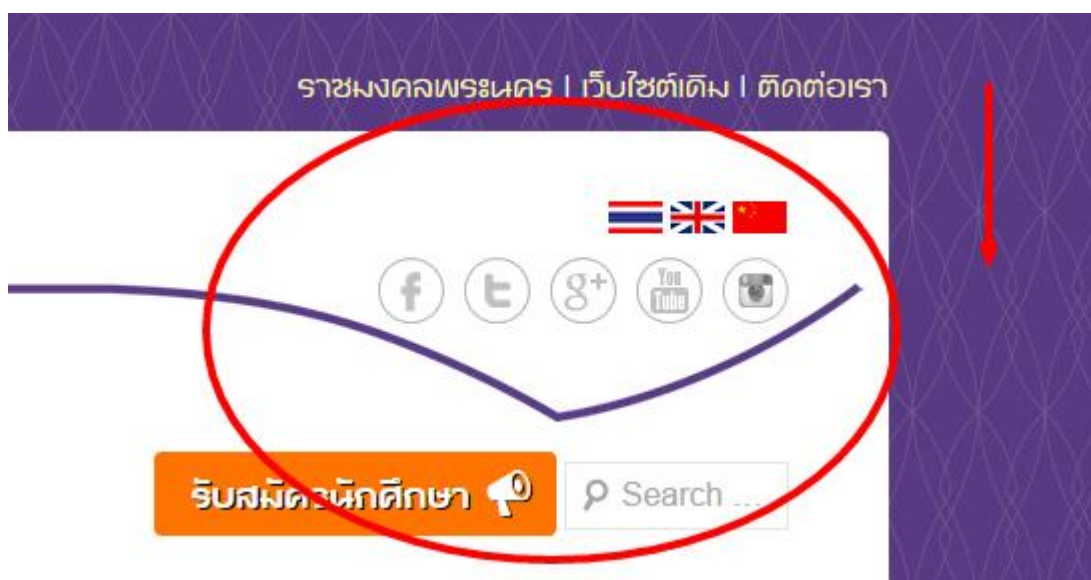 ราชมงคลพระนคร | เว็บไซต์เดิม | ติดต่อเรา
f t g+ You Tube
รับสมัครนักศึกษา Search ...